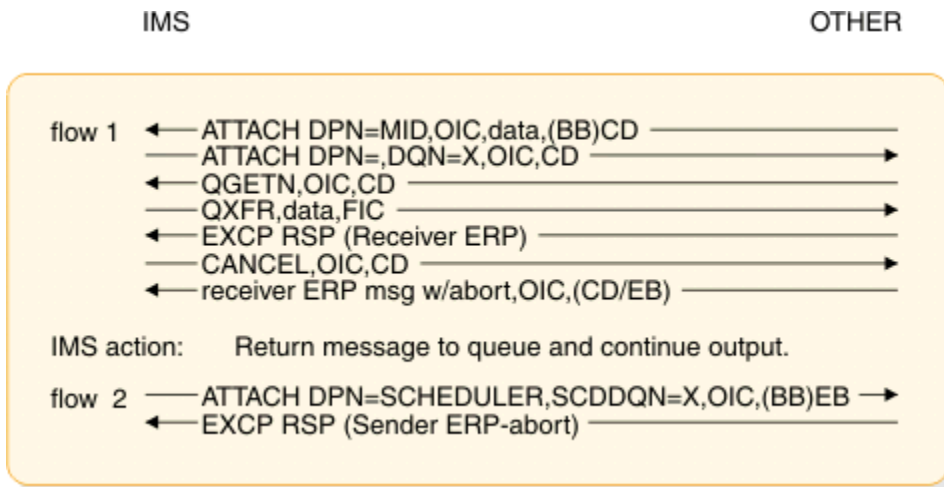 IMS OTHER
flow 1 ATTACH DPN=MID,OIC,data,(BB)CD
ATTACH DPN=,DQN=X,OIC,CD
QGETN,OIC,CD
QXFR,data,FIC
EXCP RSP (Receiver ERP)
CANCEL,OIC,CD
receiver ERP msg w/abort,OIC,(CD/EB)
IMS action: Return message to queue and continue output.
flow 2 ATTACH DPN=SCHEDULER,SCDDQN=X,OIC,(BB)EB
EXCP RSP (Sender ERP-abort)